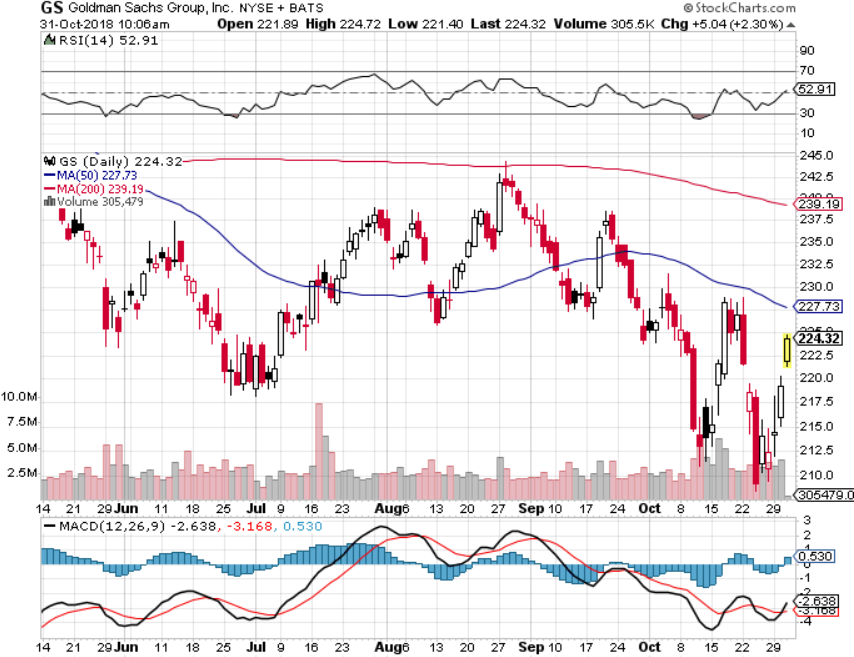 GS Goldman Sachs Group, Inc. NYSE + BATS © StockCharts.com
31-Oct-2018 10:06am Open 221.89 High 224.72 Low 221.40 Last 224.32 Volume 305.5K Chg +5.04 (+2.30%)
RSI(14) 52.91
90
70
52.91
30
10
GS (Daily) 224.32
MA(50) 227.73
MA(200) 239.19
Volume 305,479
245.0
242.5
239.19
237.5
235.0
232.5
230.0
227.73
224.32
222.5
220.0
217.5
215.0
212.5
210.0
305479.0
10.0M
7.5M
5.0M
2.5M
14 21 29 Jun 11 18 25 Jul 9 16 23 Aug 6 13 20 27 Sep 10 17 24 Oct 8 15 22 29
MACD(12,26,9) -2.638, -3.168, 0.530
3
2
1
0.530
-1
-2
-2.638
-3.168
-4
14 21 29 Jun 11 18 25 Jul 9 16 23 Aug 6 13 20 27 Sep 10 17 24 Oct 8 15 22 29